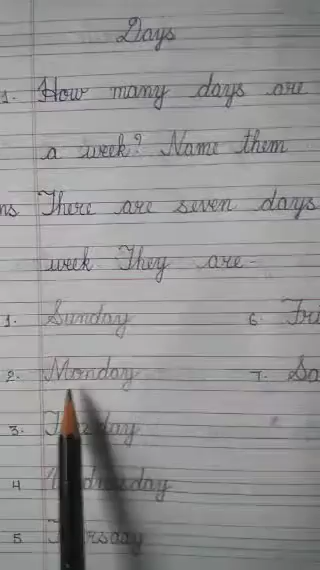 Days
1. How many days are
a week? Name them
ns There are seven days
week. They are-
1. Sunday 6. Fri
2. Monday 7. Sa
3.
4
5